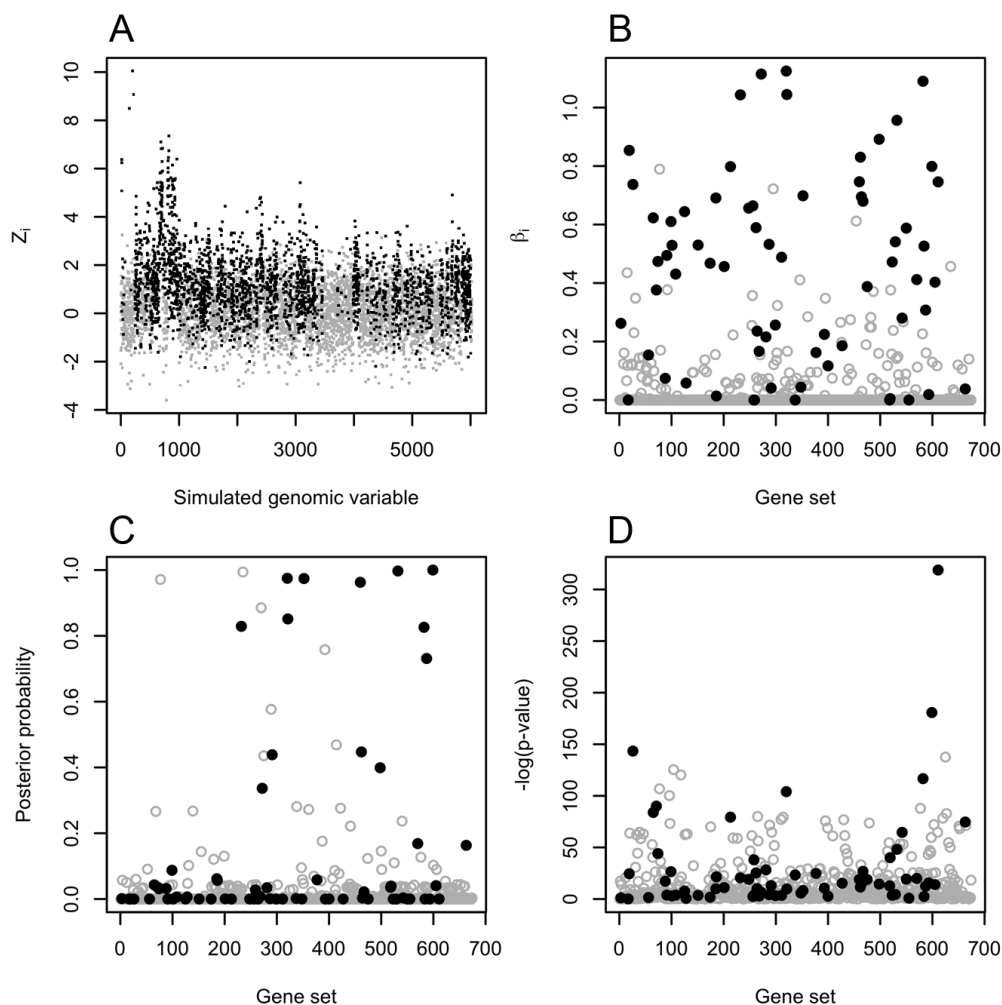 A
Z_i
10
8
6
4
2
0
-2
-4
0 1000 3000 5000
Simulated genomic variable
B
β_i
1.0
0.8
0.6
0.4
0.2
0.0
0 100 200 300 400 500 600 700
Gene set
C
Posterior probability
1.0
0.8
0.6
0.4
0.2
0.0
0 100 200 300 400 500 600 700
Gene set
D
-log(p-value)
300
250
200
150
100
50
0
0 100 200 300 400 500 600 700
Gene set